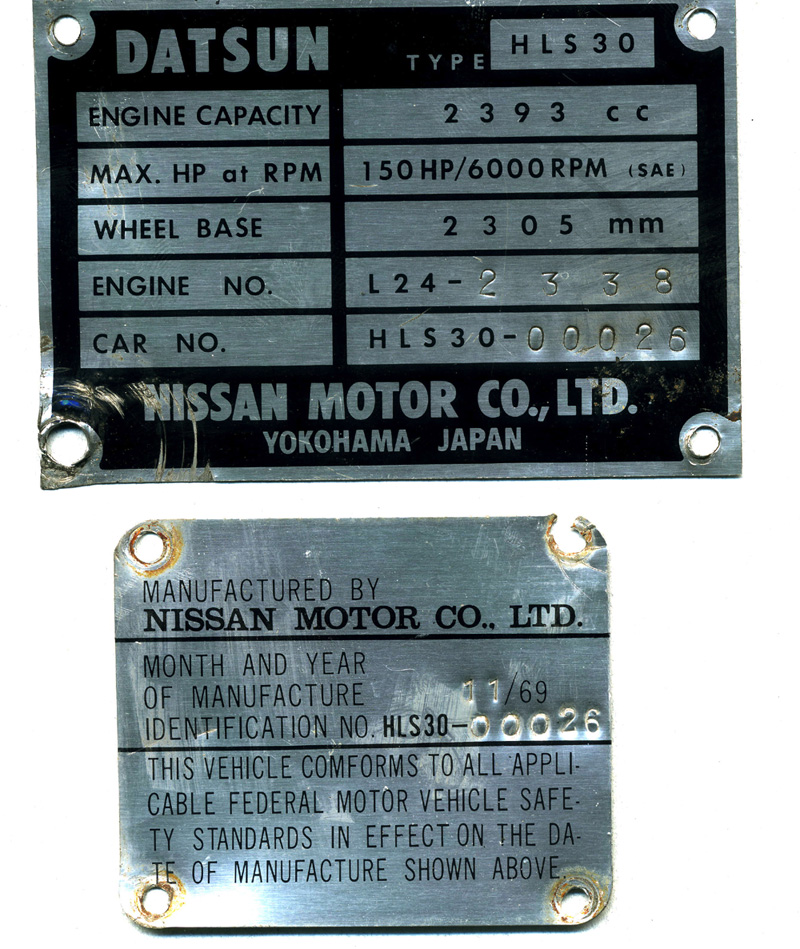 DATSUN TYPE HLS30
ENGINE CAPACITY 2393 cc
MAX. HP at RPM 150HP/6000RPM (SAE)
WHEEL BASE 2305 mm
ENGINE NO. L24-2338
CAR NO. HLS30-00026
NISSAN MOTOR CO., LTD.
YOKOHAMA JAPAN
MANUFACTURED BY
NISSAN MOTOR CO., LTD.
MONTH AND YEAR
OF MANUFACTURE 11/69
IDENTIFICATION NO. HLS30-00026
THIS VEHICLE COMFORMS TO ALL APPLI-
CABLE FEDERAL MOTOR VEHICLE SAFE-
TY STANDARDS IN EFFECT ON THE DA-
TE OF MANUFACTURE SHOWN ABOVE.